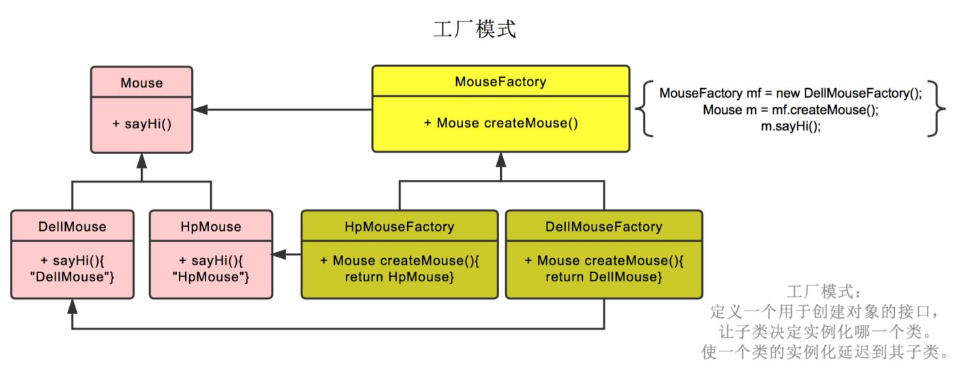 工厂模式
Mouse
+ sayHi()
MouseFactory
+ Mouse createMouse()
MouseFactory mf = new DellMouseFactory();
Mouse m = mf.createMouse();
m.sayHi();
DellMouse
+ sayHi(){
"DellMouse"}
HpMouse
+ sayHi(){
"HpMouse"}
HpMouseFactory
+ Mouse createMouse(){
return HpMouse}
DellMouseFactory
+ Mouse createMouse(){
return DellMouse}
工厂模式：
定义一个用于创建对象的接口，
让子类决定实例化哪一个类。
使一个类的实例化延迟到其子类。